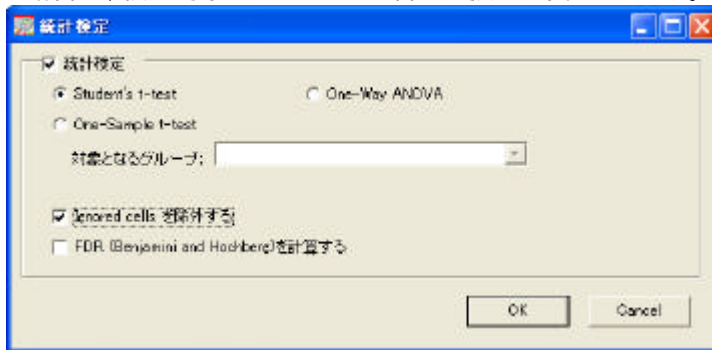 統計検定
統計検定
Student's t-test
One-Way ANOVA
One-Sample t-test
対象となるグループ:
Ignored cells を除外する
FDR (Benjamini and Hochberg)を計算する
OK
Cancel